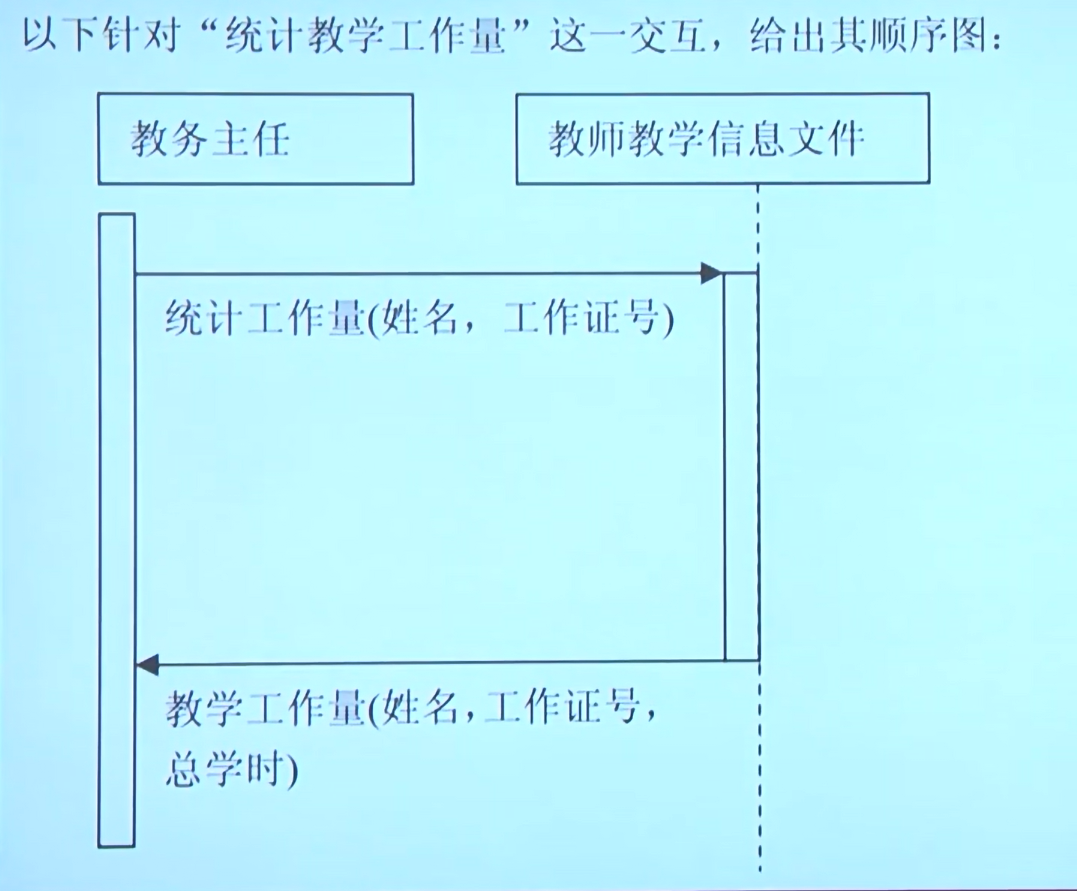 以下针对“统计教学工作量”这一交互，给出其顺序图：
教务主任
教师教学信息文件
统计工作量(姓名，工作证号)
教学工作量(姓名,工作证号，
总学时)